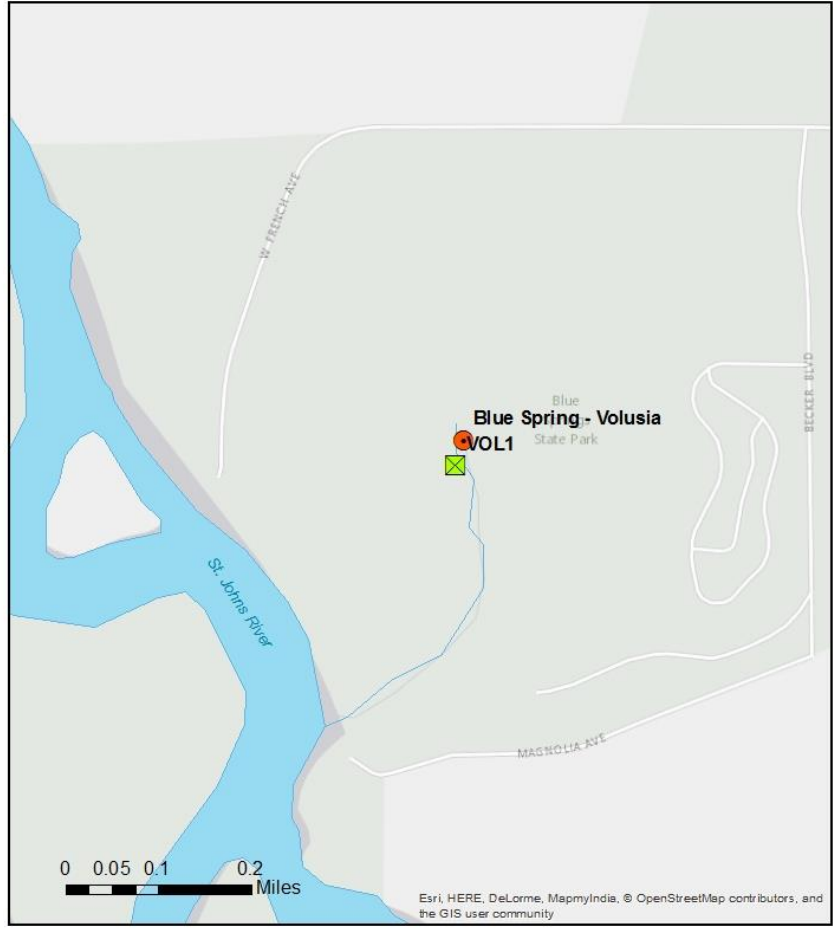 W. FRENCH AVE
BECKER BLVD
Blue
Blue Spring - Volusia
State Park
VOL1
St. Johns River
MAGNOLIA AVE
0 0.05 0.1 0.2
Miles
Esri, HERE, DeLorme, MapmyIndia, © OpenStreetMap contributors, and
the GIS user community